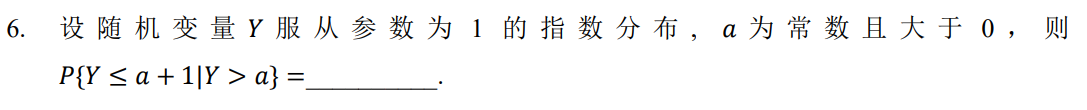 6. 设随机变量 Y 服从参数为 1 的指数分布, a 为常数且大于 0，则
P{Y ≤ a + 1|Y > a} =__________.